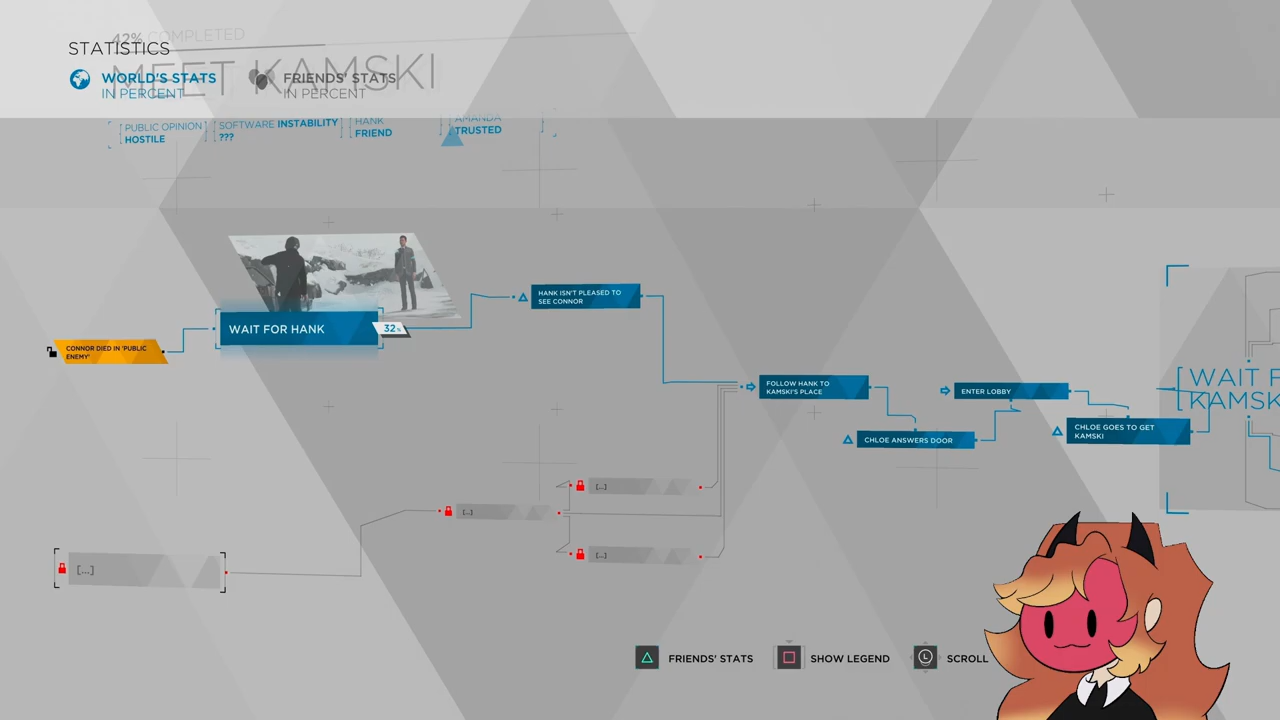 42% COMPLETED
STATISTICS
MEET KAMSKI
WORLD'S STATS
IN PERCENT
FRIENDS' STATS
IN PERCENT
PUBLIC OPINION
HOSTILE
SOFTWARE INSTABILITY
???
HANK
FRIEND
AMANDA
TRUSTED
HANK ISN'T PLEASED TO
SEE CONNOR
WAIT FOR HANK
32%
CONNOR DIED IN 'PUBLIC
ENEMY'
FOLLOW HANK TO
KAMSKI'S PLACE
ENTER LOBBY
WAIT F
KAMSK
CHLOE GOES TO GET
KAMSKI
CHLOE ANSWERS DOOR
[...]
[...]
[...]
[...]
FRIENDS' STATS
SHOW LEGEND
L
SCROLL